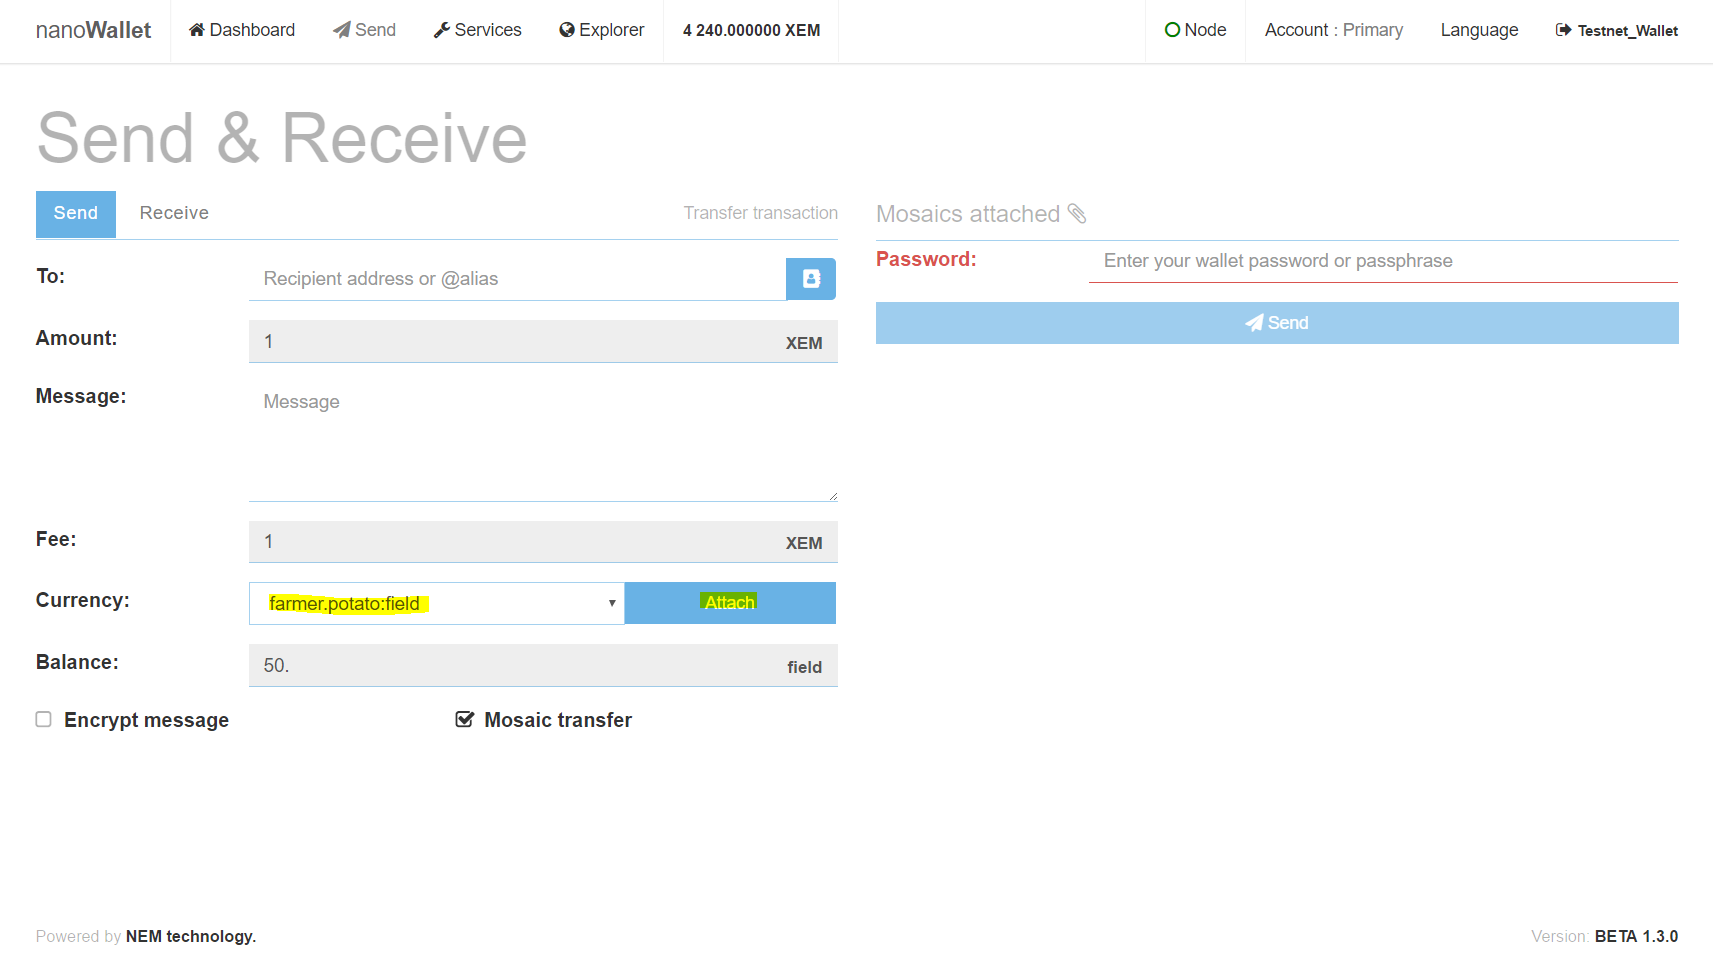 nanoWallet Dashboard Send Services Explorer 4 240.000000 XEM Node Account : Primary Language Testnet_Wallet
Send & Receive
Send Receive Transfer transaction
To: Recipient address or @alias
Amount: 1 XEM
Message: Message
Fee: 1 XEM
Currency: farmer.potato:field Attach
Balance: 50. field
Encrypt message Mosaic transfer
Mosaics attached
Password: Enter your wallet password or passphrase
Send
Powered by NEM technology. Version: BETA 1.3.0